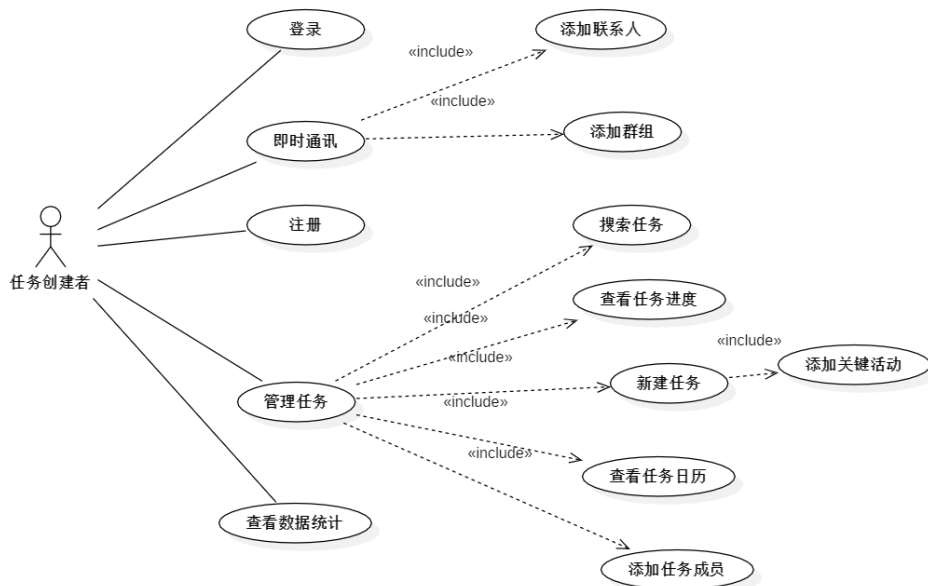 登录
添加联系人
«include»
«include»
即时通讯
添加群组
注册
搜索任务
任务创建者
«include»
查看任务进度
«include»
«include»
«include»
添加关键活动
新建任务
管理任务
«include»
«include»
查看任务日历
查看数据统计
添加任务成员